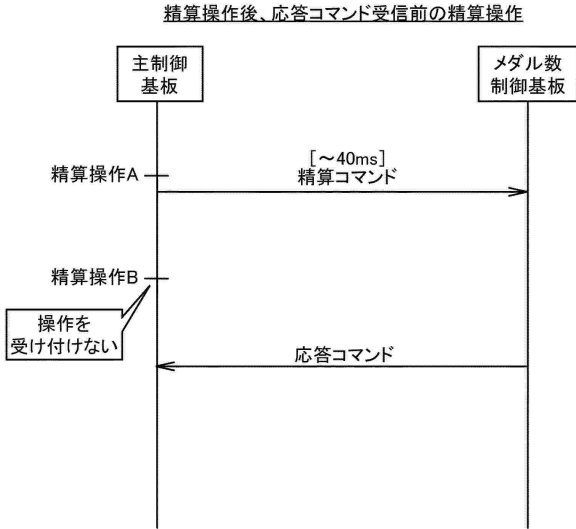 精算操作後、応答コマンド受信前の精算操作
主制御
基板
メダル数
制御基板
[～40ms]
精算操作A
精算コマンド
精算操作B
操作を
受け付けない
応答コマンド